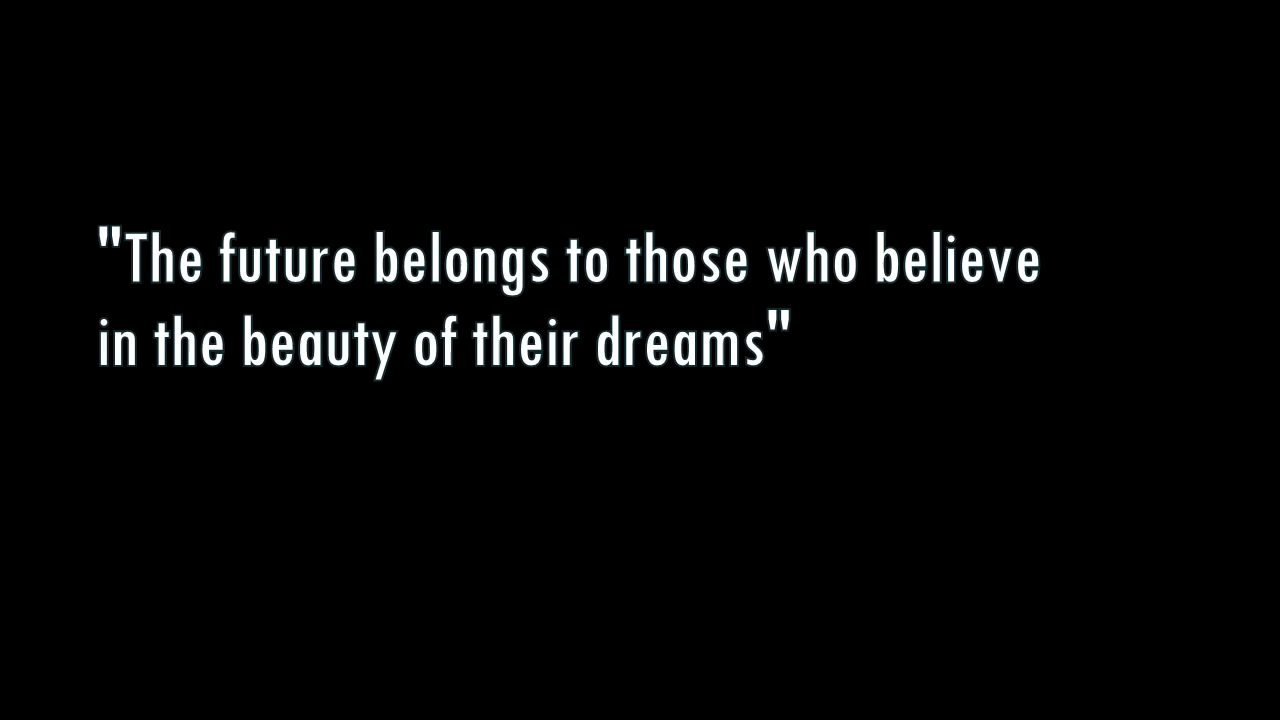 "The future belongs to those who believe
in the beauty of their dreams"